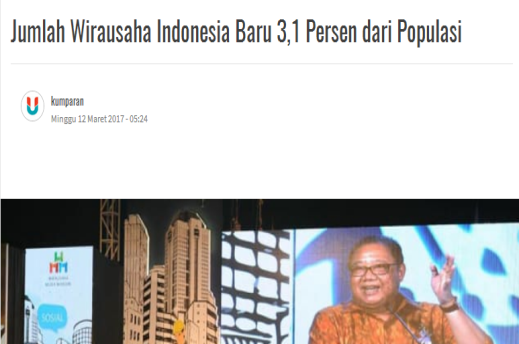 Jumlah Wirausaha Indonesia Baru 3,1 Persen dari Populasi
kumparan
Minggu 12 Maret 2017 - 05:24
SOSIAL